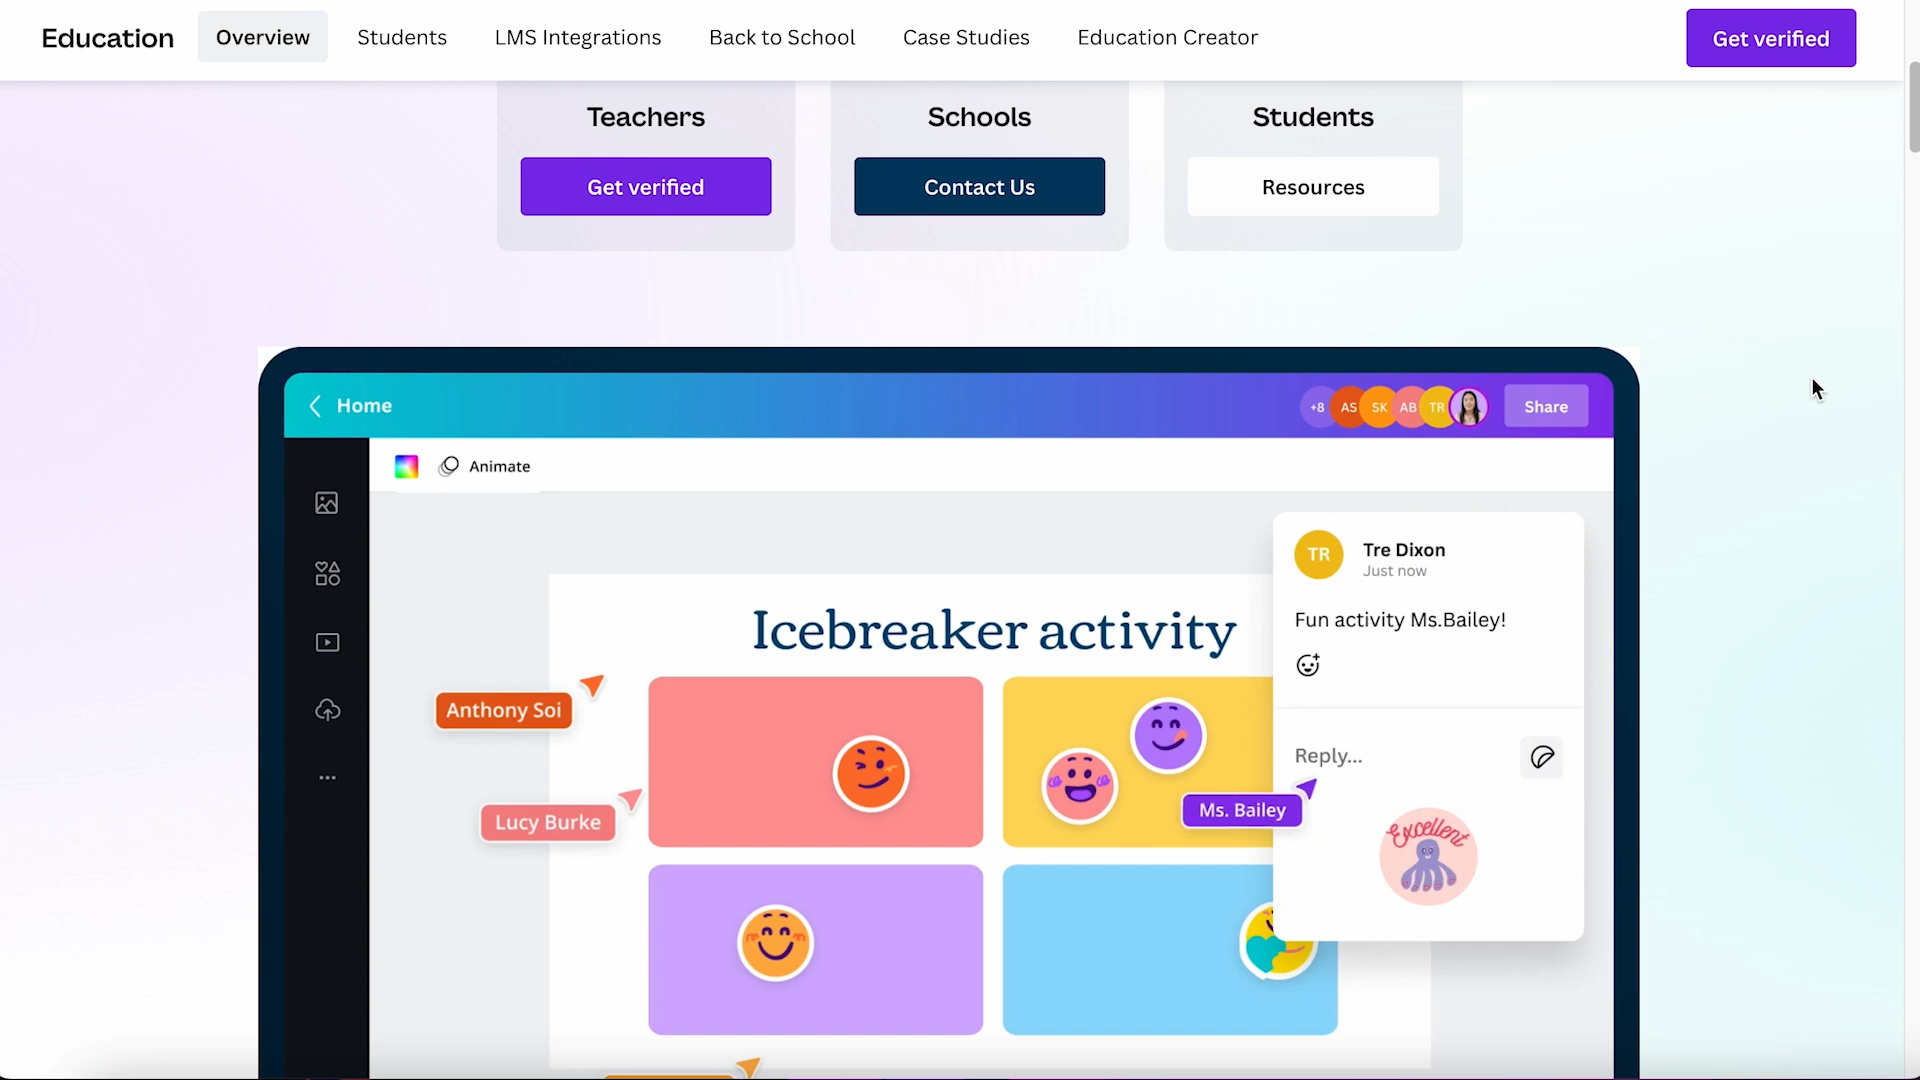 Education
Overview
Students
LMS Integrations
Back to School
Case Studies
Education Creator
Get verified
Teachers
Schools
Students
Get verified
Contact Us
Resources
Home
+8
AS
SK
AB
TR
Share
Animate
TR
Tre Dixon
Just now
Fun activity Ms.Bailey!
Icebreaker activity
Anthony Soi
Reply...
Lucy Burke
Ms. Bailey
Excellent